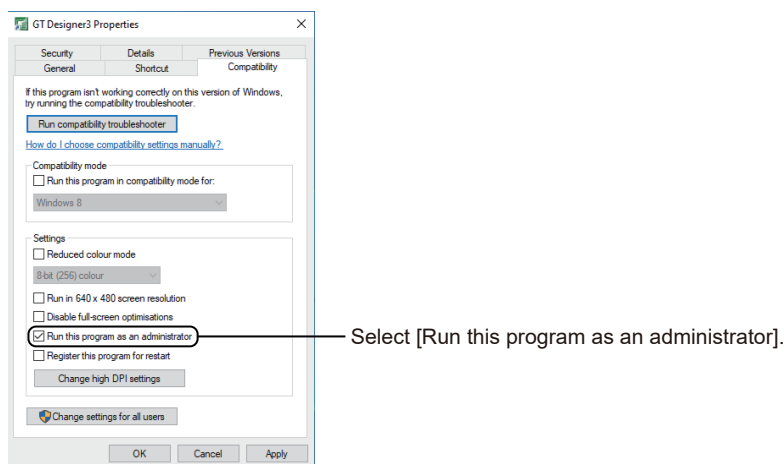 GT Designer3 Properties
Security Details Previous Versions
General Shortcut Compatibility
If this program isn't working correctly on this version of Windows,
try running the compatibility troubleshooter.
Run compatibility troubleshooter
How do I choose compatibility settings manually?
Compatibility mode
Run this program in compatibility mode for:
Windows 8
Settings
Reduced colour mode
8-bit (256) colour
Run in 640 x 480 screen resolution
Disable full-screen optimisations
Run this program as an administrator
Select [Run this program as an administrator].
Register this program for restart
Change high DPI settings
Change settings for all users
OK Cancel Apply